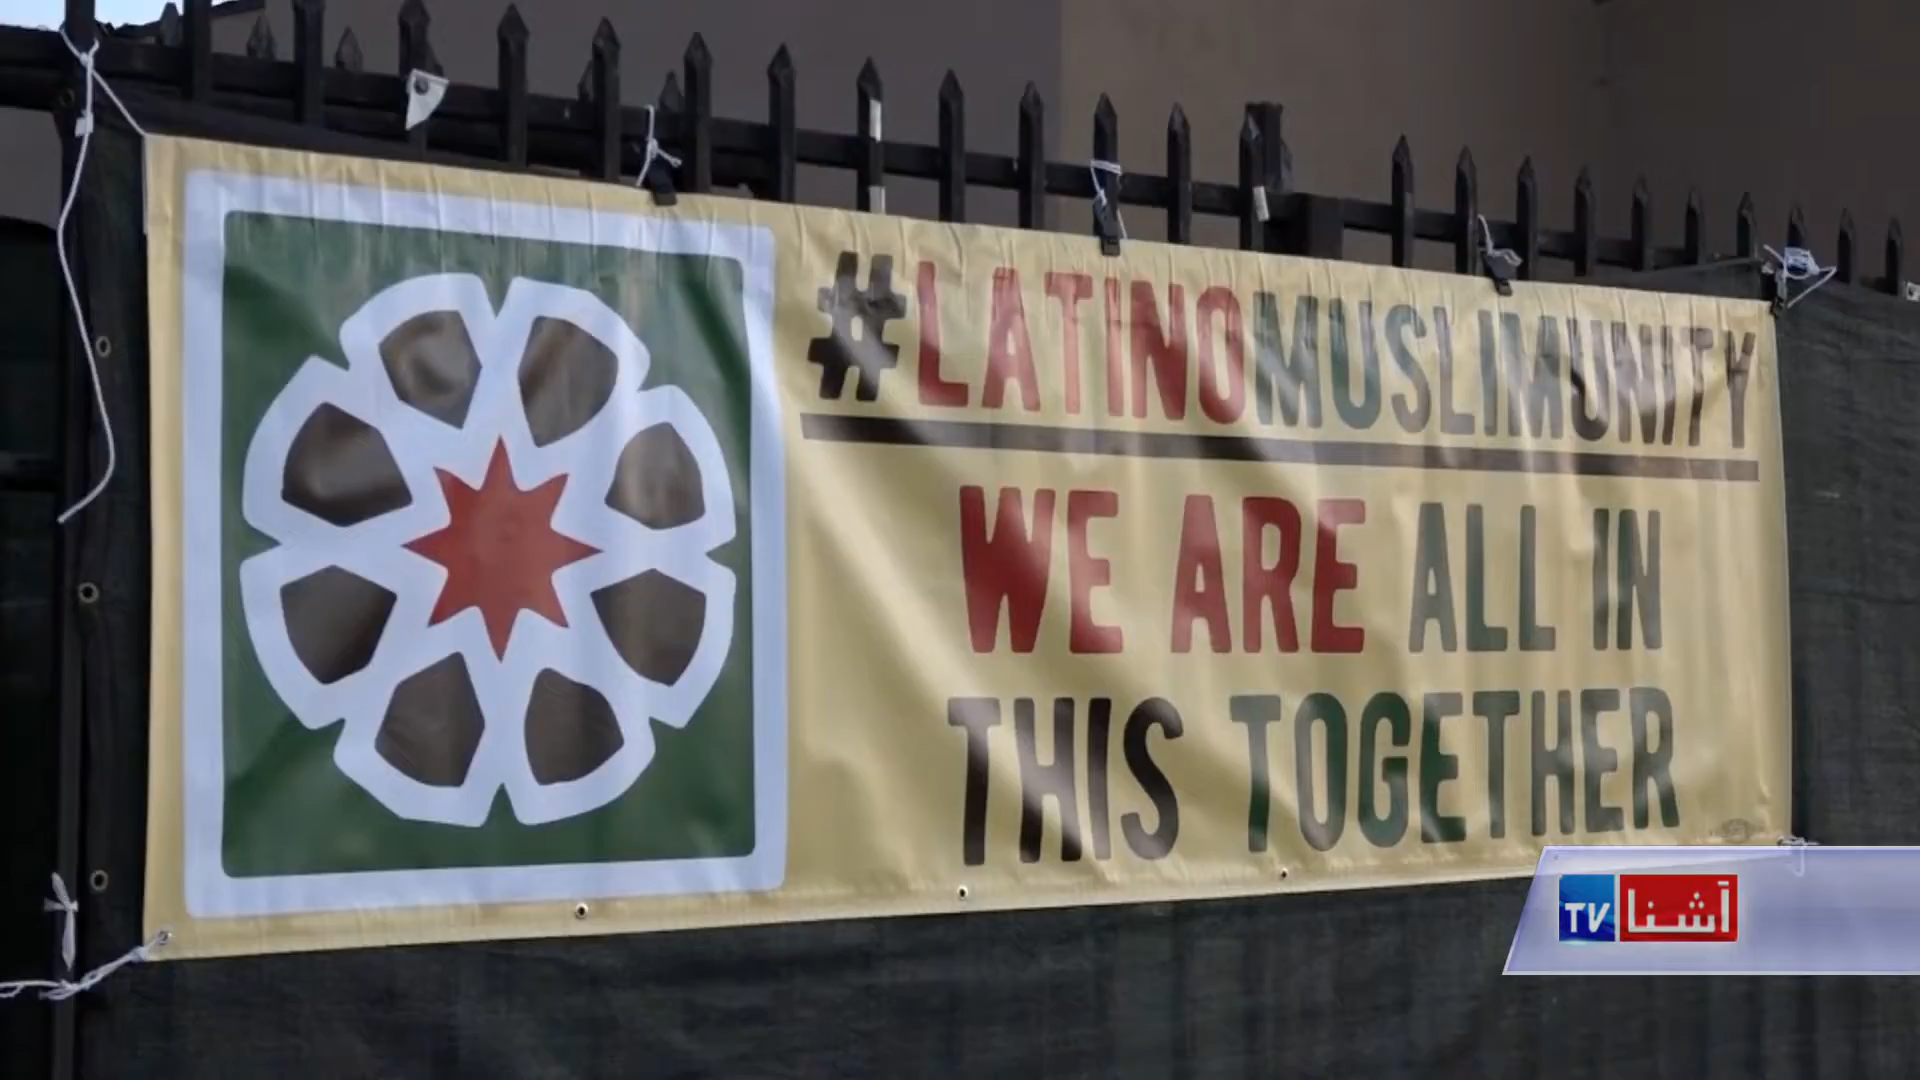 #LATINOMUSLIMUNITY
WE ARE ALL IN
THIS TOGETHER
TV آشنا